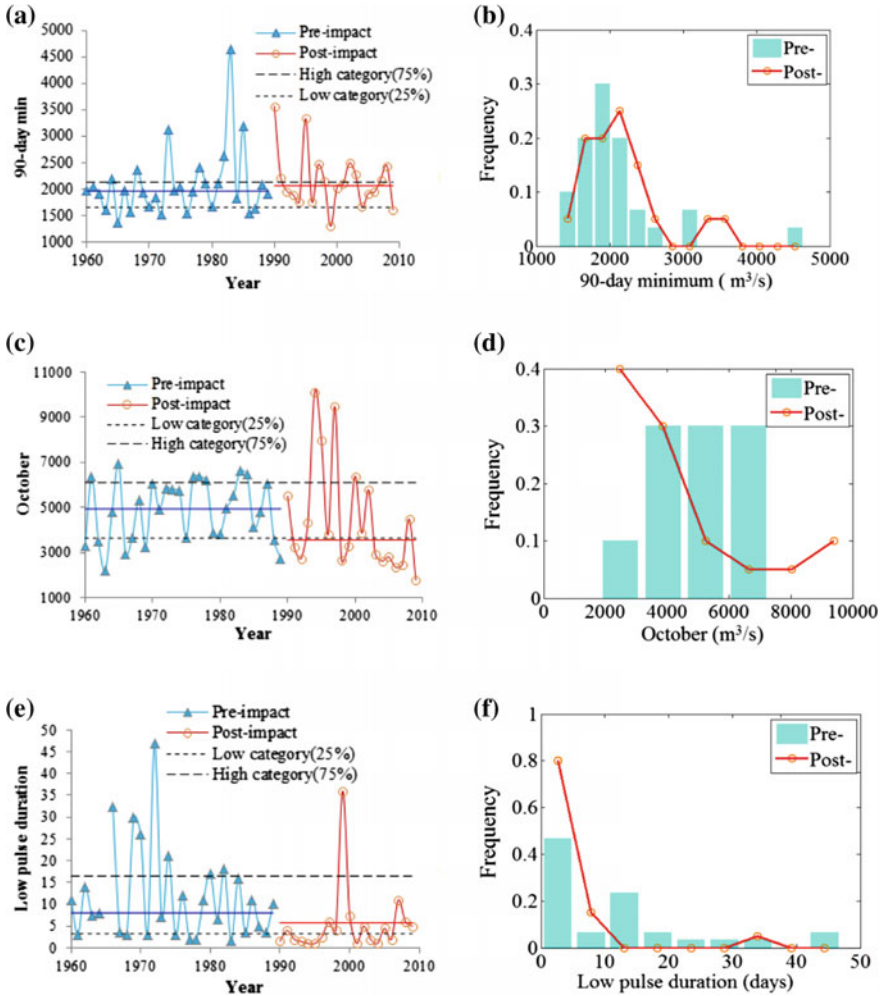 (a)
5000
4500
4000
3500
3000
2500
2000
1500
1000
90-day min
Pre-impact
Post-impact
High category(75%)
Low category(25%)
1960 1970 1980 1990 2000 2010
Year
(b)
0.4
0.3
0.2
0.1
0
Frequency
Pre-
Post-
1000 2000 3000 4000 5000
90-day minimum ( m³/s)
(c)
11000
9000
7000
5000
3000
1000
October
Pre-impact
Post-impact
Low category(25%)
High category(75%)
1960 1970 1980 1990 2000 2010
Year
(d)
0.4
0.3
0.2
0.1
0
Frequency
Pre-
Post-
0 2000 4000 6000 8000 10000
October (m³/s)
(e)
50
45
40
35
30
25
20
15
10
5
0
Low pulse duration
Pre-impact
Post-impact
Low category(25%)
High category(75%)
1960 1970 1980 1990 2000 2010
Year
(f)
1
0.8
0.6
0.4
0.2
0
Frequency
Pre-
Post-
0 10 20 30 40 50
Low pulse duration (days)